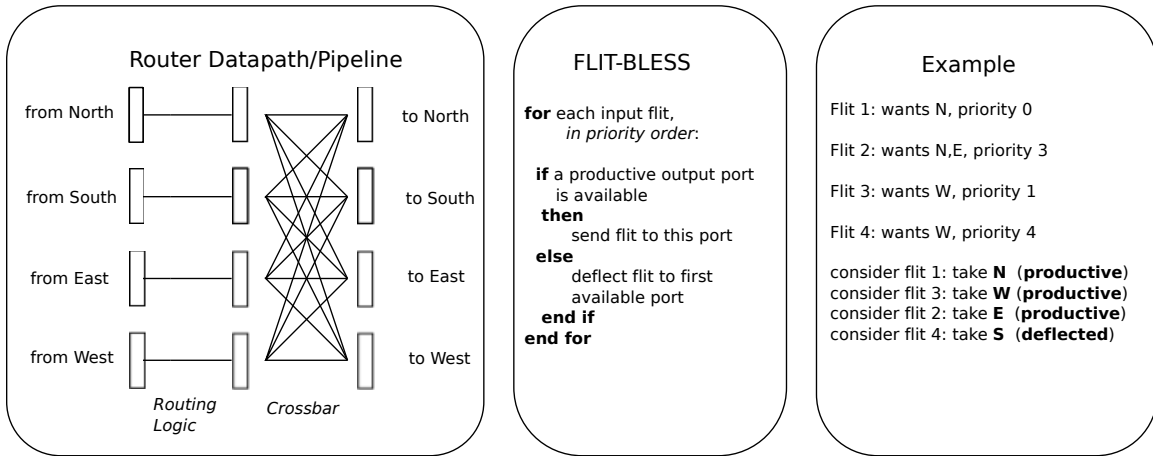 Router Datapath/Pipeline
from North
to North
from South
to South
from East
to East
from West
to West
Routing
Logic
Crossbar
FLIT-BLESS
for each input flit,
in priority order:
if a productive output port
is available
then
send flit to this port
else
deflect flit to first
available port
end if
end for
Example
Flit 1: wants N, priority 0
Flit 2: wants N,E, priority 3
Flit 3: wants W, priority 1
Flit 4: wants W, priority 4
consider flit 1: take N (productive)
consider flit 3: take W (productive)
consider flit 2: take E (productive)
consider flit 4: take S (deflected)